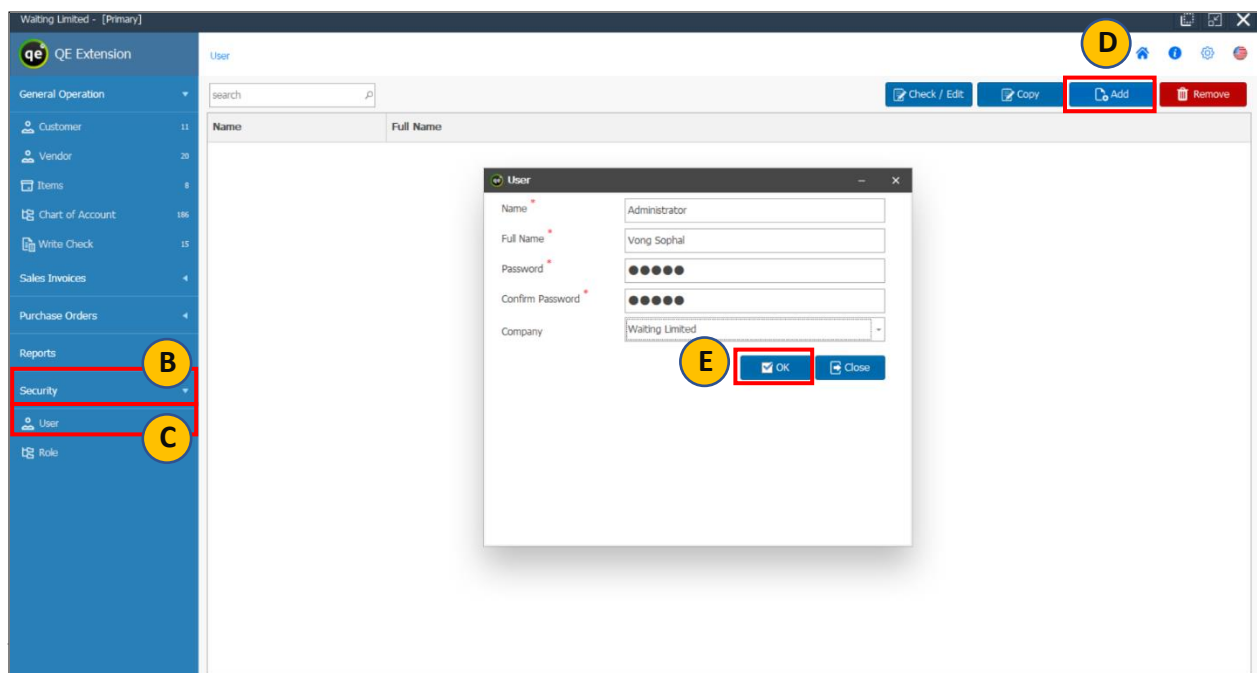 Waiting Limited - [Primary]
qe QE Extension
User
D
General Operation
search
Check / Edit
Copy
Add
Remove
Customer 11
Name Full Name
Vendor 20
Items 8
Chart of Account 186
Write Check 15
Sales Invoices
Purchase Orders
Reports
B
Security
User
C
Role
qe User
Name * Administrator
Full Name * Vong Sophal
Password * ●●●●●
Confirm Password * ●●●●●
Company Waiting Limited
E
OK
Close